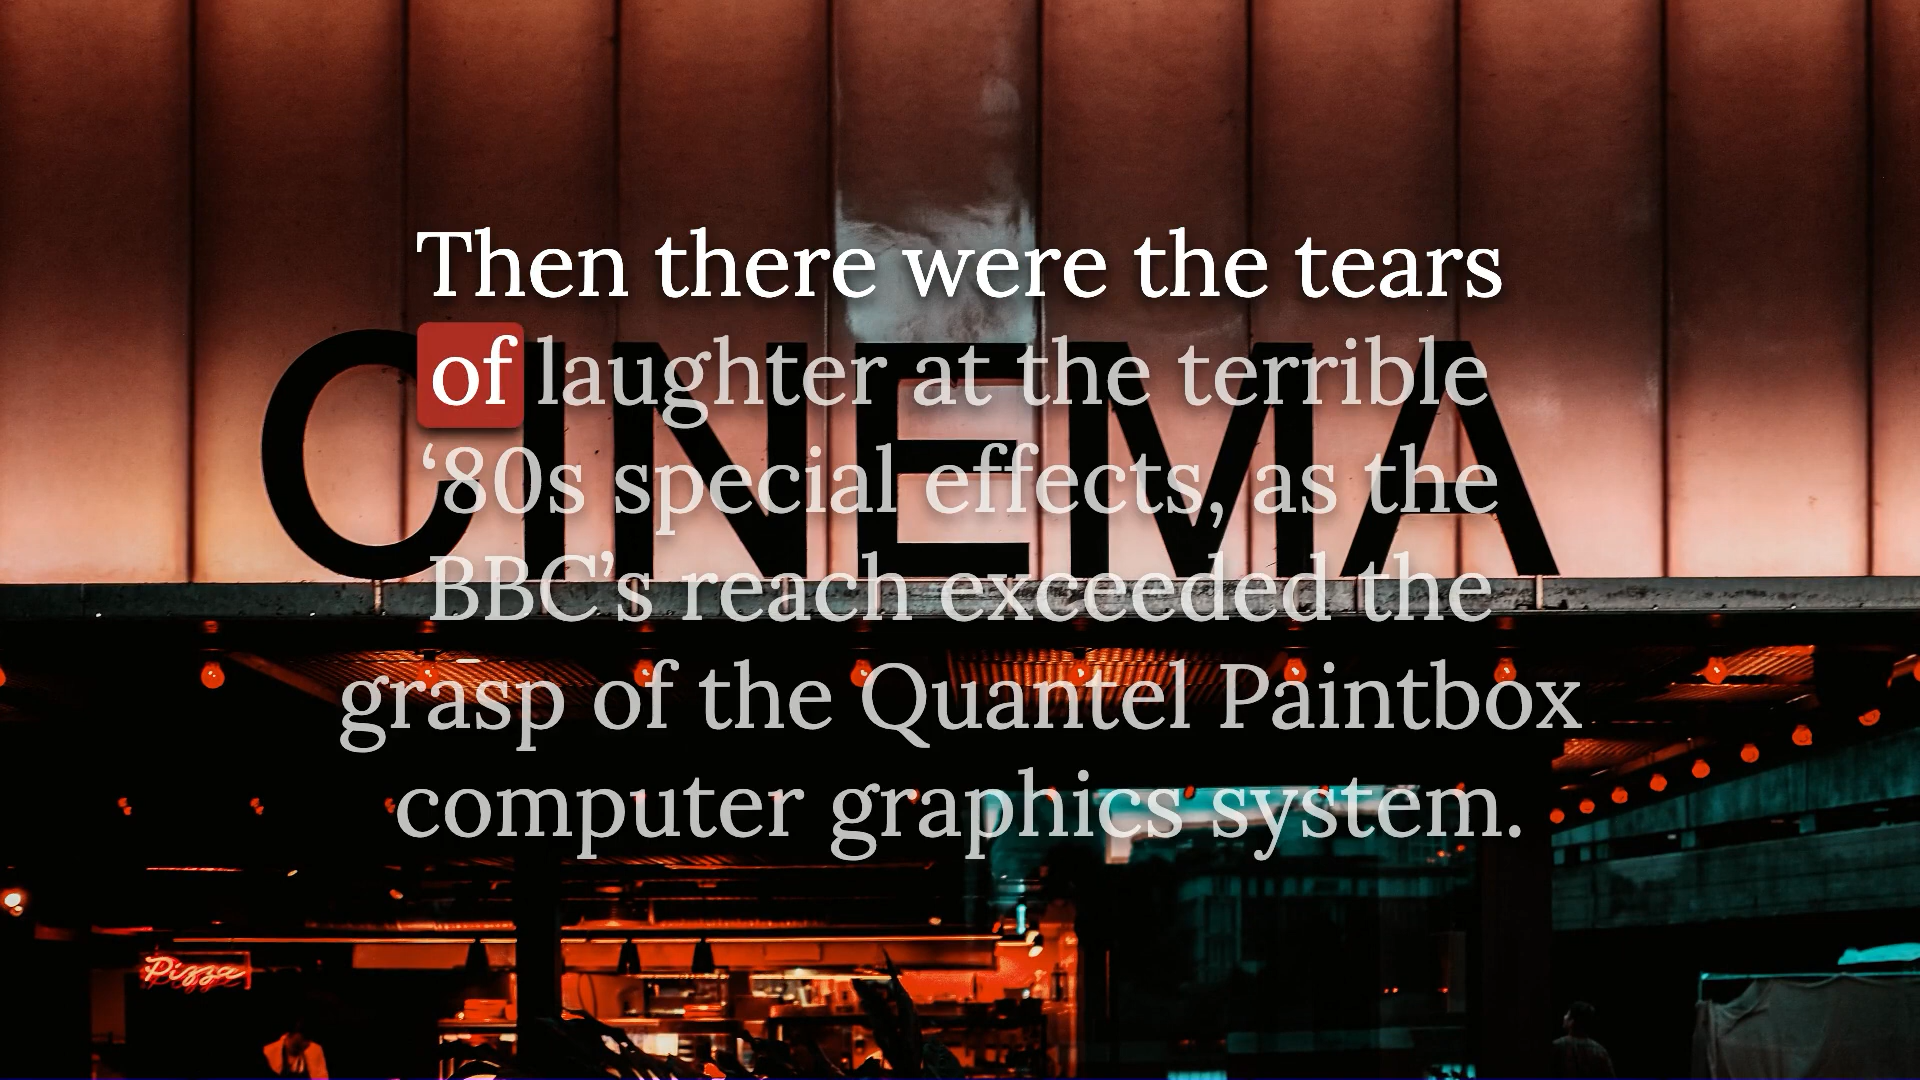 Then there were the tears
of laughter at the terrible
‘80s special effects, as the
BBC’s reach exceeded the
grasp of the Quantel Paintbox
computer graphics system.
CINEMA
Pizza